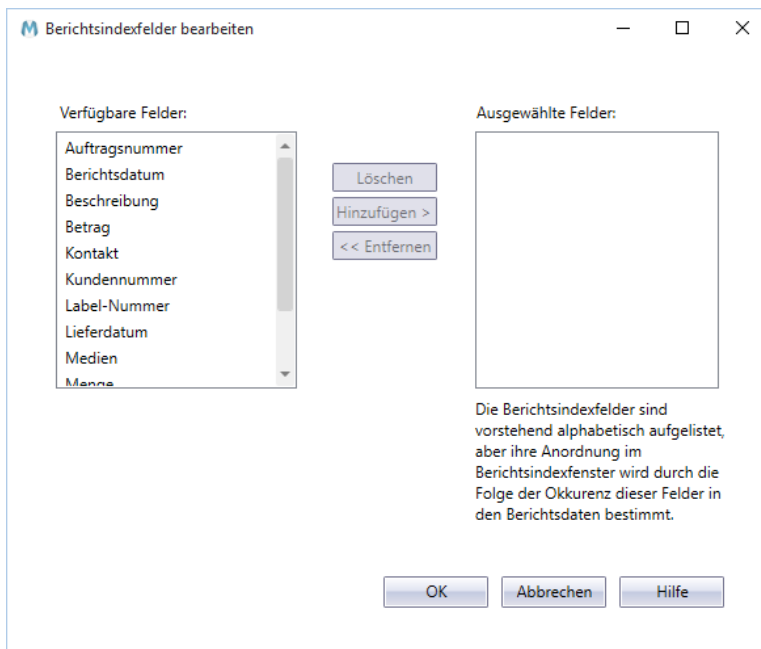 Berichtsindexfelder bearbeiten
Verfügbare Felder:
Auftragsnummer
Berichtsdatum
Beschreibung
Betrag
Kontakt
Kundennummer
Label-Nummer
Lieferdatum
Medien
Menge
Löschen
Hinzufügen >
<< Entfernen
Ausgewählte Felder:
Die Berichtsindexfelder sind
vorstehend alphabetisch aufgelistet,
aber ihre Anordnung im
Berichtsindexfenster wird durch die
Folge der Okkurenz dieser Felder in
den Berichtsdaten bestimmt.
OK
Abbrechen
Hilfe